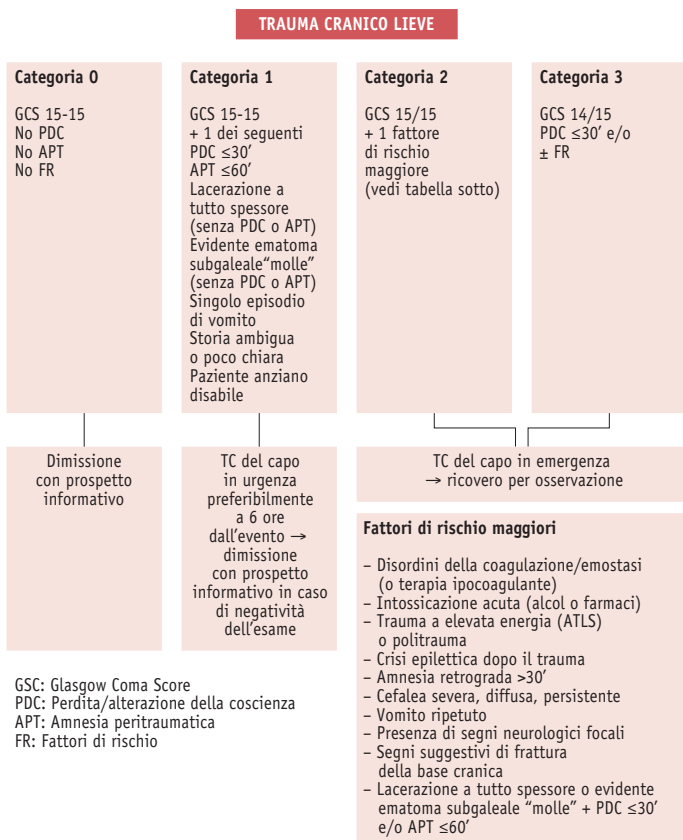 TRAUMA CRANICO LIEVE
Categoria 0
GCS 15-15
No PDC
No APT
No FR
Categoria 1
GCS 15-15
+ 1 dei seguenti
PDC ≤30′
APT ≤60′
Lacerazione a
tutto spessore
(senza PDC o APT)
Evidente ematoma
subgaleale“molle”
(senza PDC o APT)
Singolo episodio
di vomito
Storia ambigua
o poco chiara
Paziente anziano
disabile
Categoria 2
GCS 15/15
+ 1 fattore
di rischio
maggiore
(vedi tabella sotto)
Categoria 3
GCS 14/15
PDC ≤30′ e/o
± FR
Dimissione
con prospetto
informativo
TC del capo
in urgenza
preferibilmente
a 6 ore
dall’evento →
dimissione
con prospetto
informativo in caso
di negatività
dell’esame
TC del capo in emergenza
→ ricovero per osservazione
Fattori di rischio maggiori
– Disordini della coagulazione/emostasi
(o terapia ipocoagulante)
– Intossicazione acuta (alcol o farmaci)
– Trauma a elevata energia (ATLS)
o politrauma
– Crisi epilettica dopo il trauma
– Amnesia retrograda >30′
– Cefalea severa, diffusa, persistente
– Vomito ripetuto
– Presenza di segni neurologici focali
– Segni suggestivi di frattura
della base cranica
– Lacerazione a tutto spessore o evidente
ematoma subgaleale “molle” + PDC ≤30′
e/o APT ≤60′
GSC: Glasgow Coma Score
PDC: Perdita/alterazione della coscienza
APT: Amnesia peritraumatica
FR: Fattori di rischio